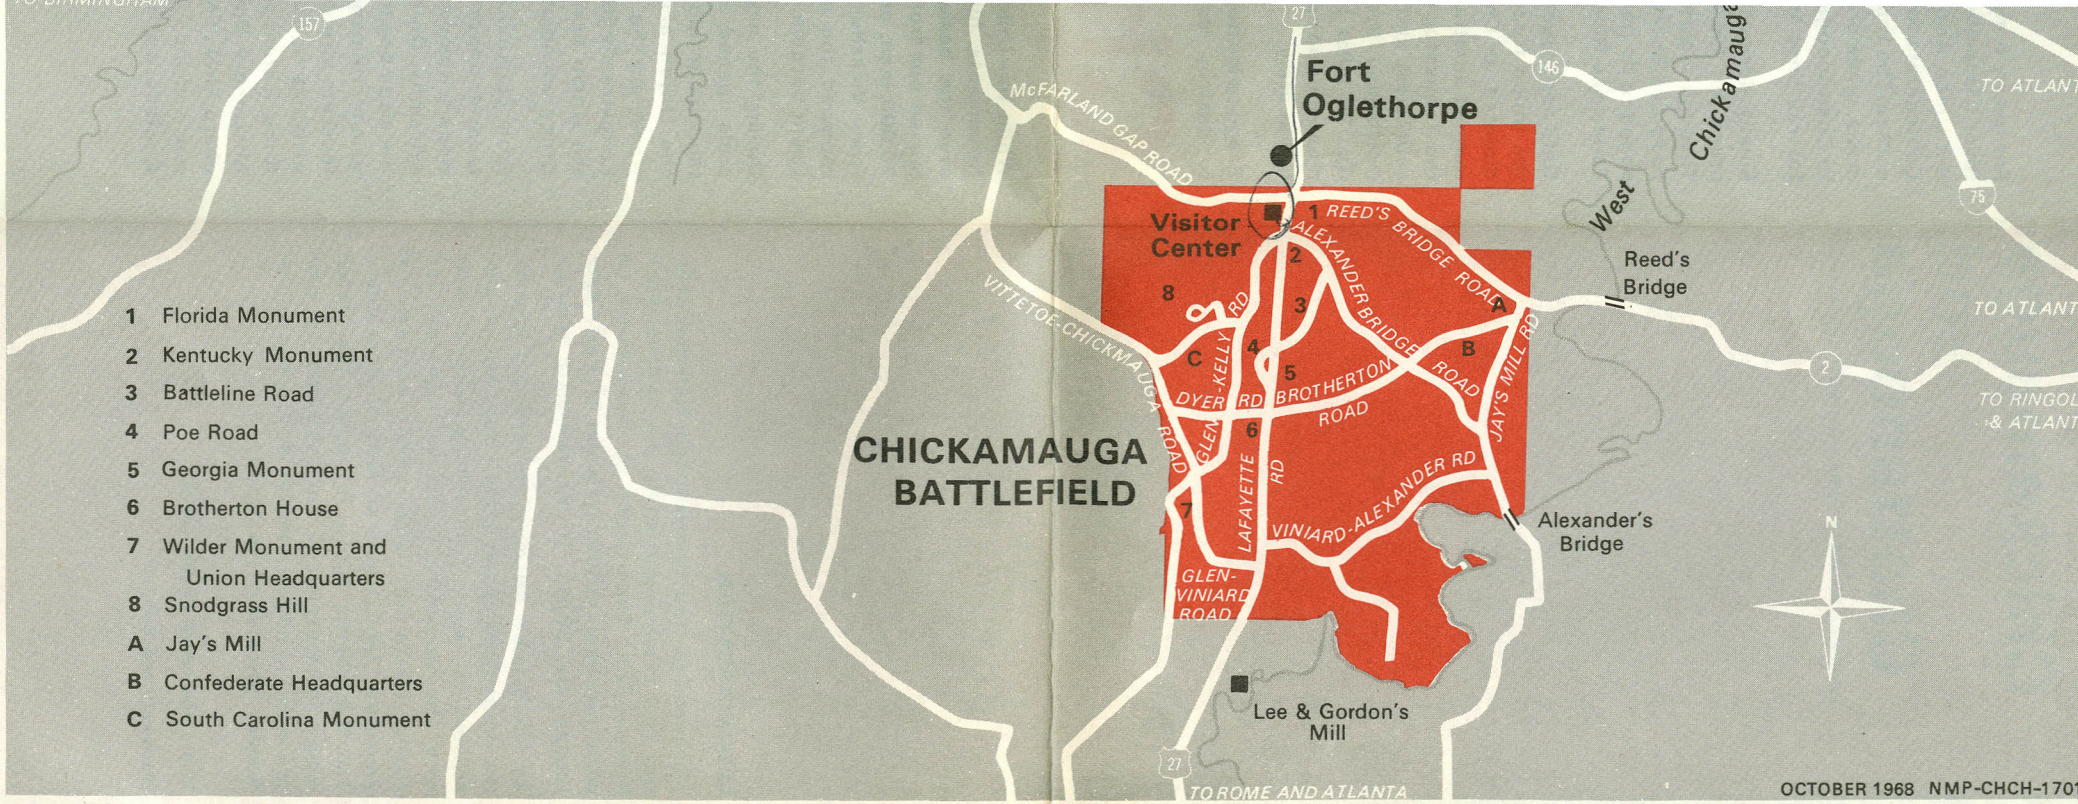 TO BIRMINGHAM
157
27
146
Chickamauga
West
TO ATLANT
75
McFARLAND GAP ROAD
Fort
Oglethorpe
Visitor
Center
1
REED'S BRIDGE ROAD
ALEXANDER BRIDGE ROAD
2
8
3
A
B
C
4
5
6
7
RD
Reed's
Bridge
VITTETOE-CHICKMAUGA ROAD
GLEN-KELLY
DYER RD
BROTHERTON
ROAD
JAY'S MILL RD
TO ATLANT
2
TO RINGOL
& ATLANT
CHICKAMAUGA
BATTLEFIELD
LAFAYETTE RD
VINIARD-ALEXANDER RD
GLEN-
VINIARD
ROAD
Alexander's
Bridge
N
Lee & Gordon's
Mill
27
TO ROME AND ATLANTA
1 Florida Monument
2 Kentucky Monument
3 Battleline Road
4 Poe Road
5 Georgia Monument
6 Brotherton House
7 Wilder Monument and
Union Headquarters
8 Snodgrass Hill
A Jay's Mill
B Confederate Headquarters
C South Carolina Monument
OCTOBER 1968 NMP-CHCH-1701